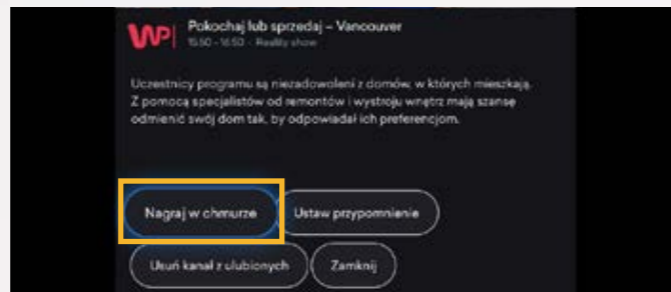 WP Pokochaj lub sprzedaj – Vancouver
15:50 - 16:50 · Reality show
Uczestnicy programu są niezadowoleni z domów, w których mieszkają.
Z pomocą specjalistów od remontów i wystroju wnętrz mają szansę
odmienić swój dom tak, by odpowiadał ich preferencjom.
Nagraj w chmurze Ustaw przypomnienie
Usuń kanał z ulubionych Zamknij